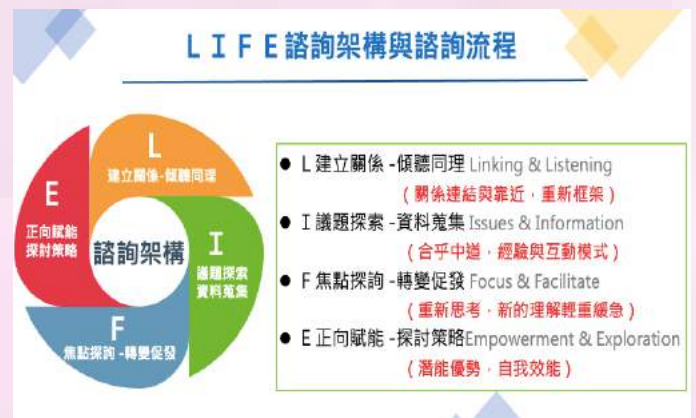 LIFE諮詢架構與諮詢流程
L
建立關係-傾聽同理
E
正向賦能
探討策略
諮詢架構
I
議題探索
資料蒐集
F
焦點探詢-轉變促發
● L 建立關係 -傾聽同理 Linking & Listening
(關係連結與靠近，重新框架)
● I 議題探索 -資料蒐集 Issues & Information
(合乎中道，經驗與互動模式)
● F 焦點探詢 -轉變促發 Focus & Facilitate
(重新思考，新的理解輕重緩急)
● E 正向賦能 -探討策略Empowerment & Exploration
(潛能優勢，自我效能)